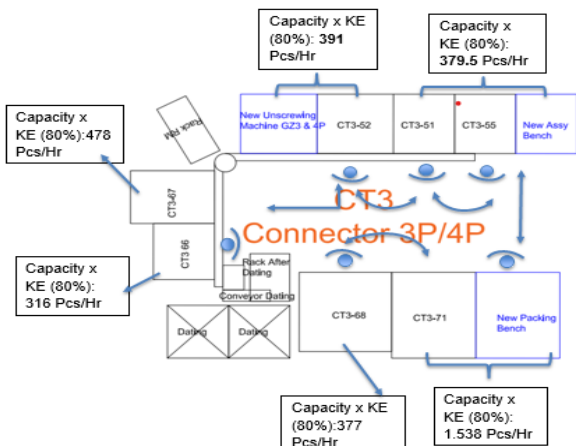 Capacity x
KE (80%): 391
Pcs/Hr
Capacity x
KE (80%):
379.5 Pcs/Hr
Capacity x
KE (80%):478
Pcs/Hr
Rack RM
New Unscrewing
Machine GZ3 & 4P
CT3-52
CT3-51
CT3-55
New Assy
Bench
CT3-67
CT3 66
CT3
Connector 3P/4P
Capacity x
KE (80%):
316 Pcs/Hr
Rack After
Dating
Conveyor Dating
Dating
Dating
CT3-68
CT3-71
New Packing
Bench
Capacity x KE
(80%):377
Pcs/Hr
Capacity x
KE (80%):
1.538 Pcs/Hr